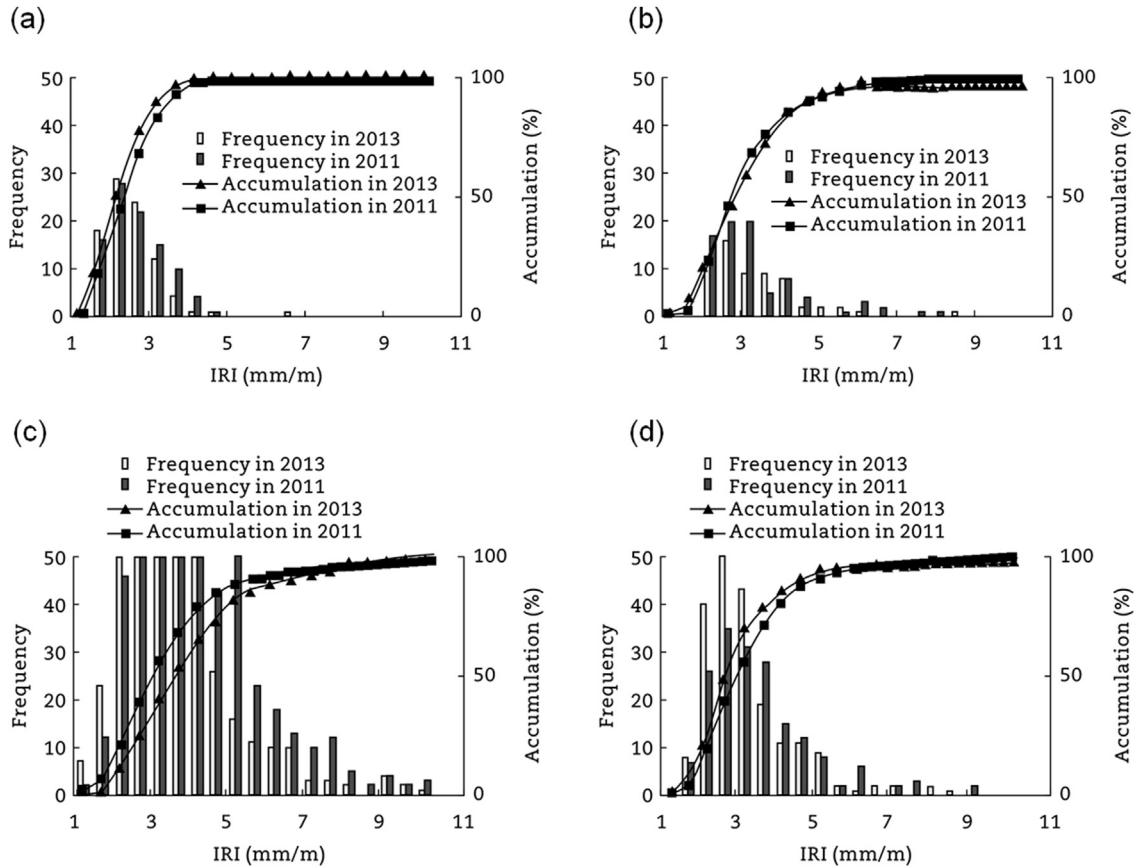 (a)
50
40
30
20
10
0
Frequency
100
50
0
Accumulation (%)
Frequency in 2013
Frequency in 2011
Accumulation in 2013
Accumulation in 2011
1 3 5 7 9 11
IRI (mm/m)
(b)
50
40
30
20
10
0
Frequency
100
50
0
Accumulation (%)
Frequency in 2013
Frequency in 2011
Accumulation in 2013
Accumulation in 2011
1 3 5 7 9 11
IRI (mm/m)
(c)
Frequency in 2013
Frequency in 2011
Accumulation in 2013
Accumulation in 2011
50
40
30
20
10
0
Frequency
100
50
0
Accumulation (%)
1 3 5 7 9 11
IRI (mm/m)
(d)
Frequency in 2013
Frequency in 2011
Accumulation in 2013
Accumulation in 2011
50
40
30
20
10
0
Frequency
100
50
0
Accumulation (%)
1 3 5 7 9 11
IRI (mm/m)